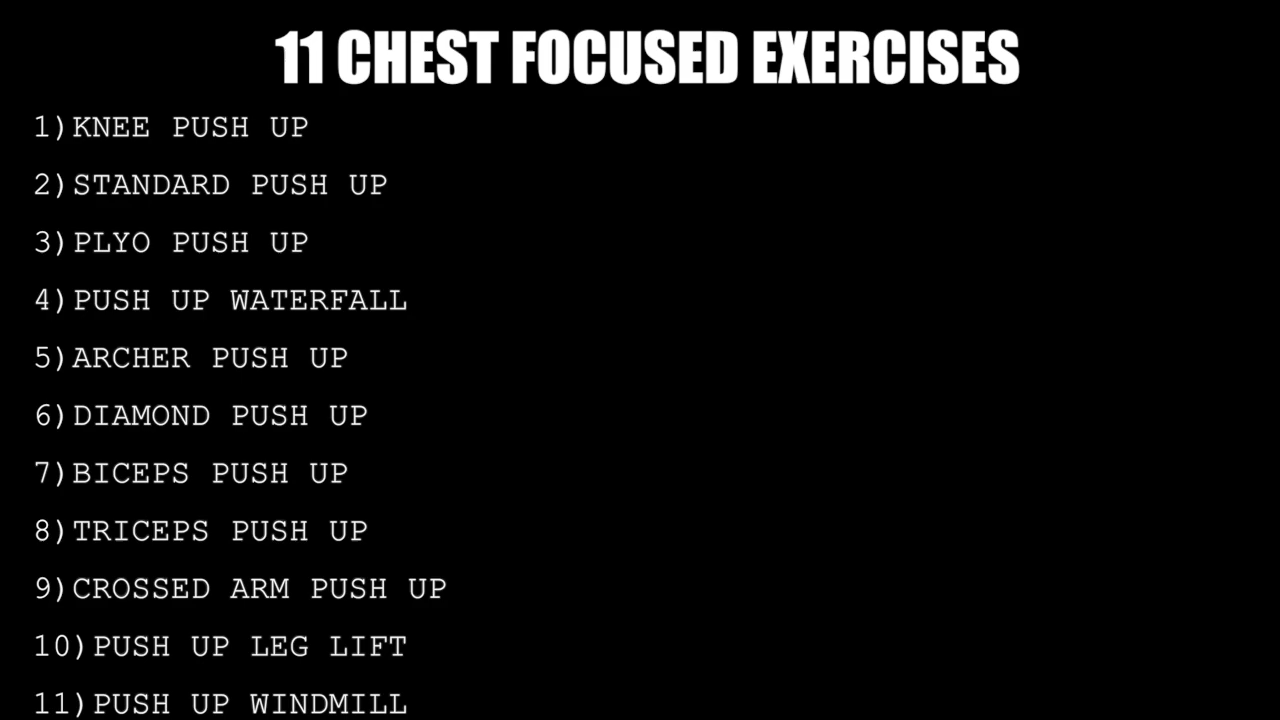 11 CHEST FOCUSED EXERCISES
1)KNEE PUSH UP
2)STANDARD PUSH UP
3)PLYO PUSH UP
4)PUSH UP WATERFALL
5)ARCHER PUSH UP
6)DIAMOND PUSH UP
7)BICEPS PUSH UP
8)TRICEPS PUSH UP
9)CROSSED ARM PUSH UP
10)PUSH UP LEG LIFT
11)PUSH UP WINDMILL